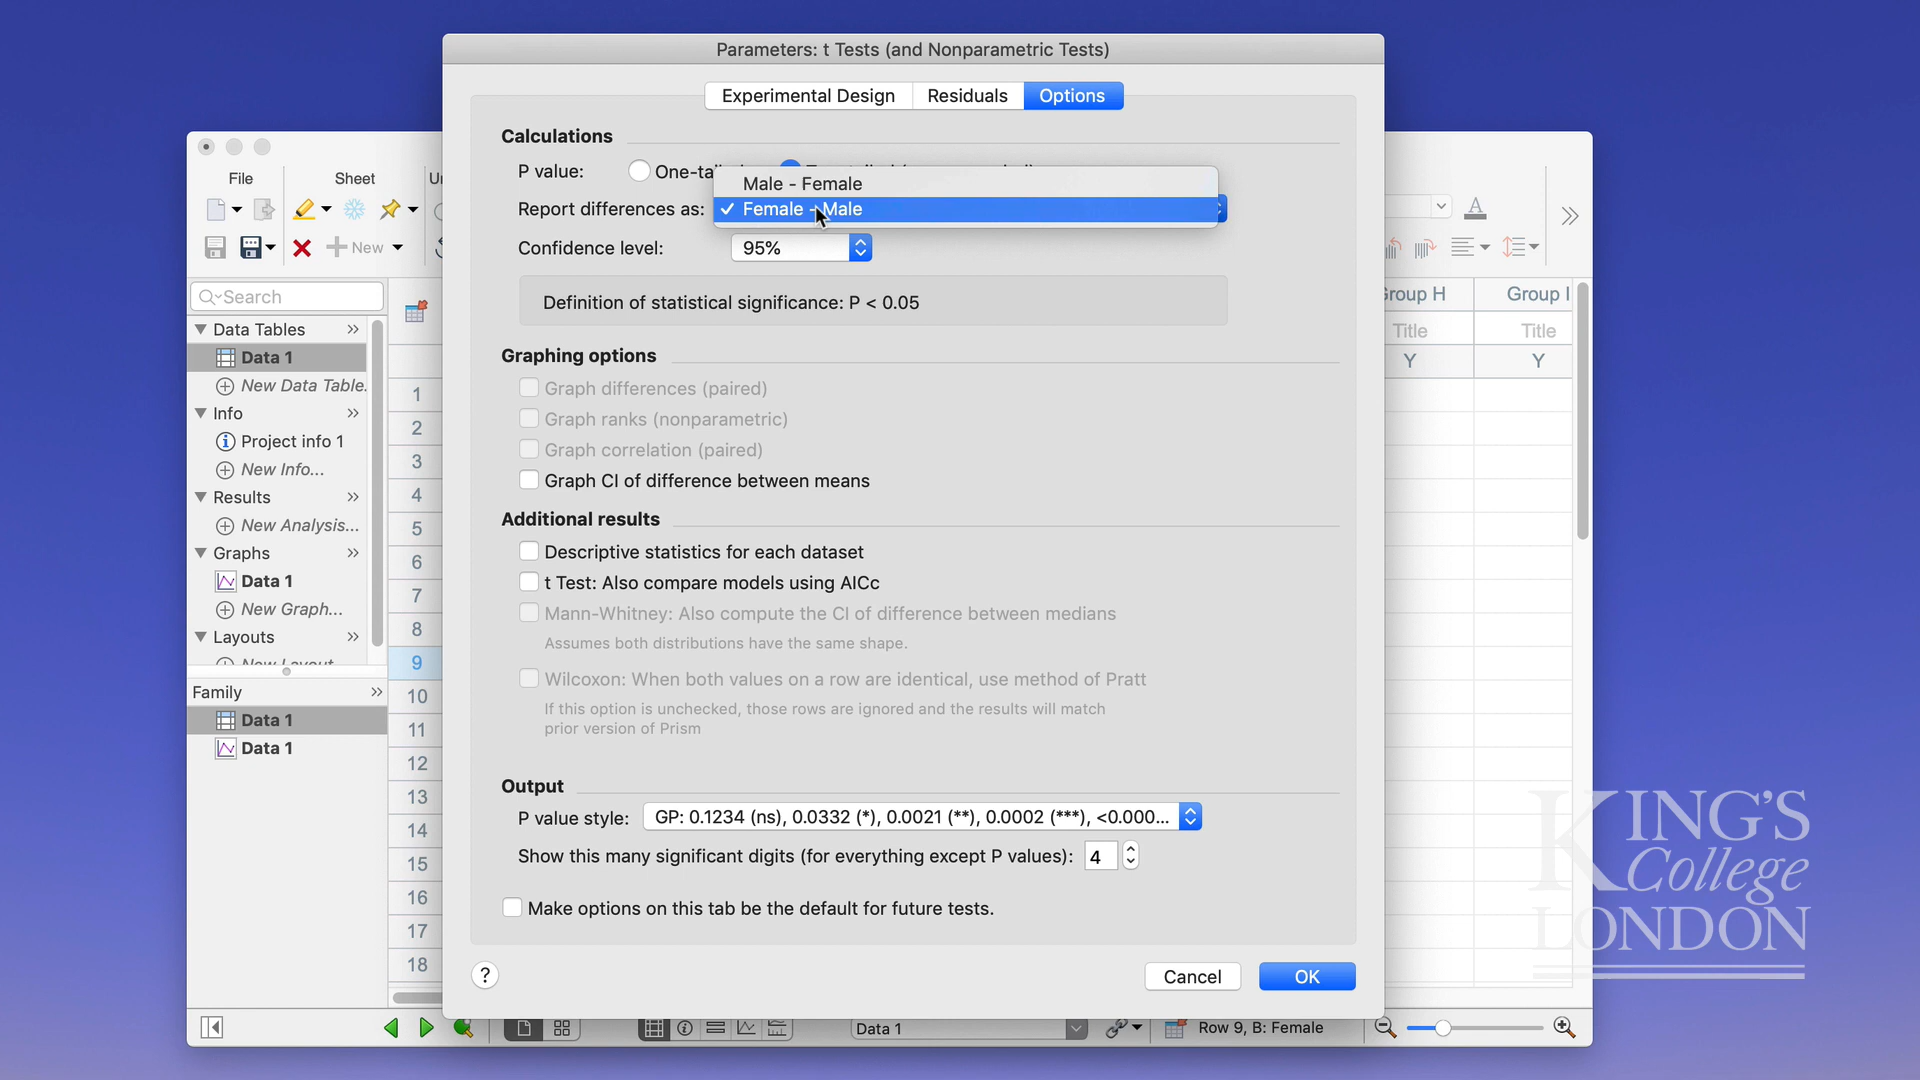 Parameters: t Tests (and Nonparametric Tests)
Experimental Design
Residuals
Options
Calculations
P value:
One-ta
Male - Female
Report differences as:
✓ Female - Male
Confidence level:
95%
Definition of statistical significance: P < 0.05
Graphing options
Graph differences (paired)
Graph ranks (nonparametric)
Graph correlation (paired)
Graph CI of difference between means
Additional results
Descriptive statistics for each dataset
t Test: Also compare models using AICc
Mann-Whitney: Also compute the CI of difference between medians
Assumes both distributions have the same shape.
Wilcoxon: When both values on a row are identical, use method of Pratt
If this option is unchecked, those rows are ignored and the results will match
prior version of Prism
Output
P value style:
GP: 0.1234 (ns), 0.0332 (*), 0.0021 (**), 0.0002 (***), <0.000...
Show this many significant digits (for everything except P values):
4
Make options on this tab be the default for future tests.
?
Cancel
OK
File
Sheet
New
Search
Data Tables
Data 1
New Data Table.
Info
Project info 1
New Info...
Results
New Analysis...
Graphs
Data 1
New Graph...
Layouts
Family
Data 1
Data 1
1
2
3
4
5
6
7
8
9
10
11
12
13
14
15
16
17
18
Group H
Group I
Title
Title
Y
Y
Data 1
Row 9, B: Female
KING'S
College
LONDON